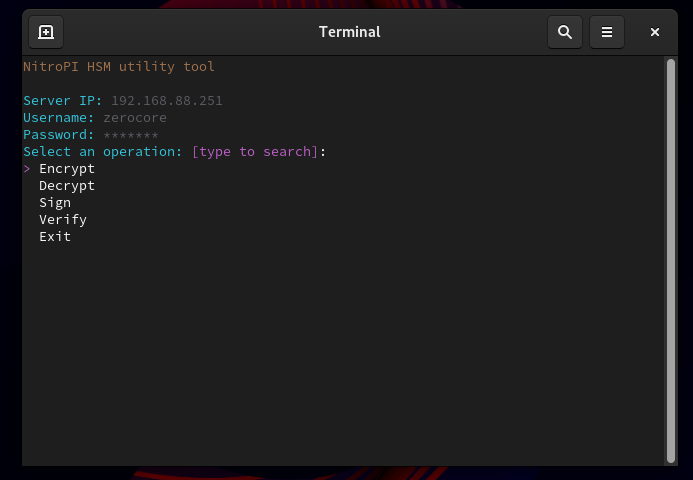 Terminal
NitroPI HSM utility tool
Server IP: 192.168.88.251
Username: zerocore
Password: *******
Select an operation: [type to search]:
> Encrypt
Decrypt
Sign
Verify
Exit